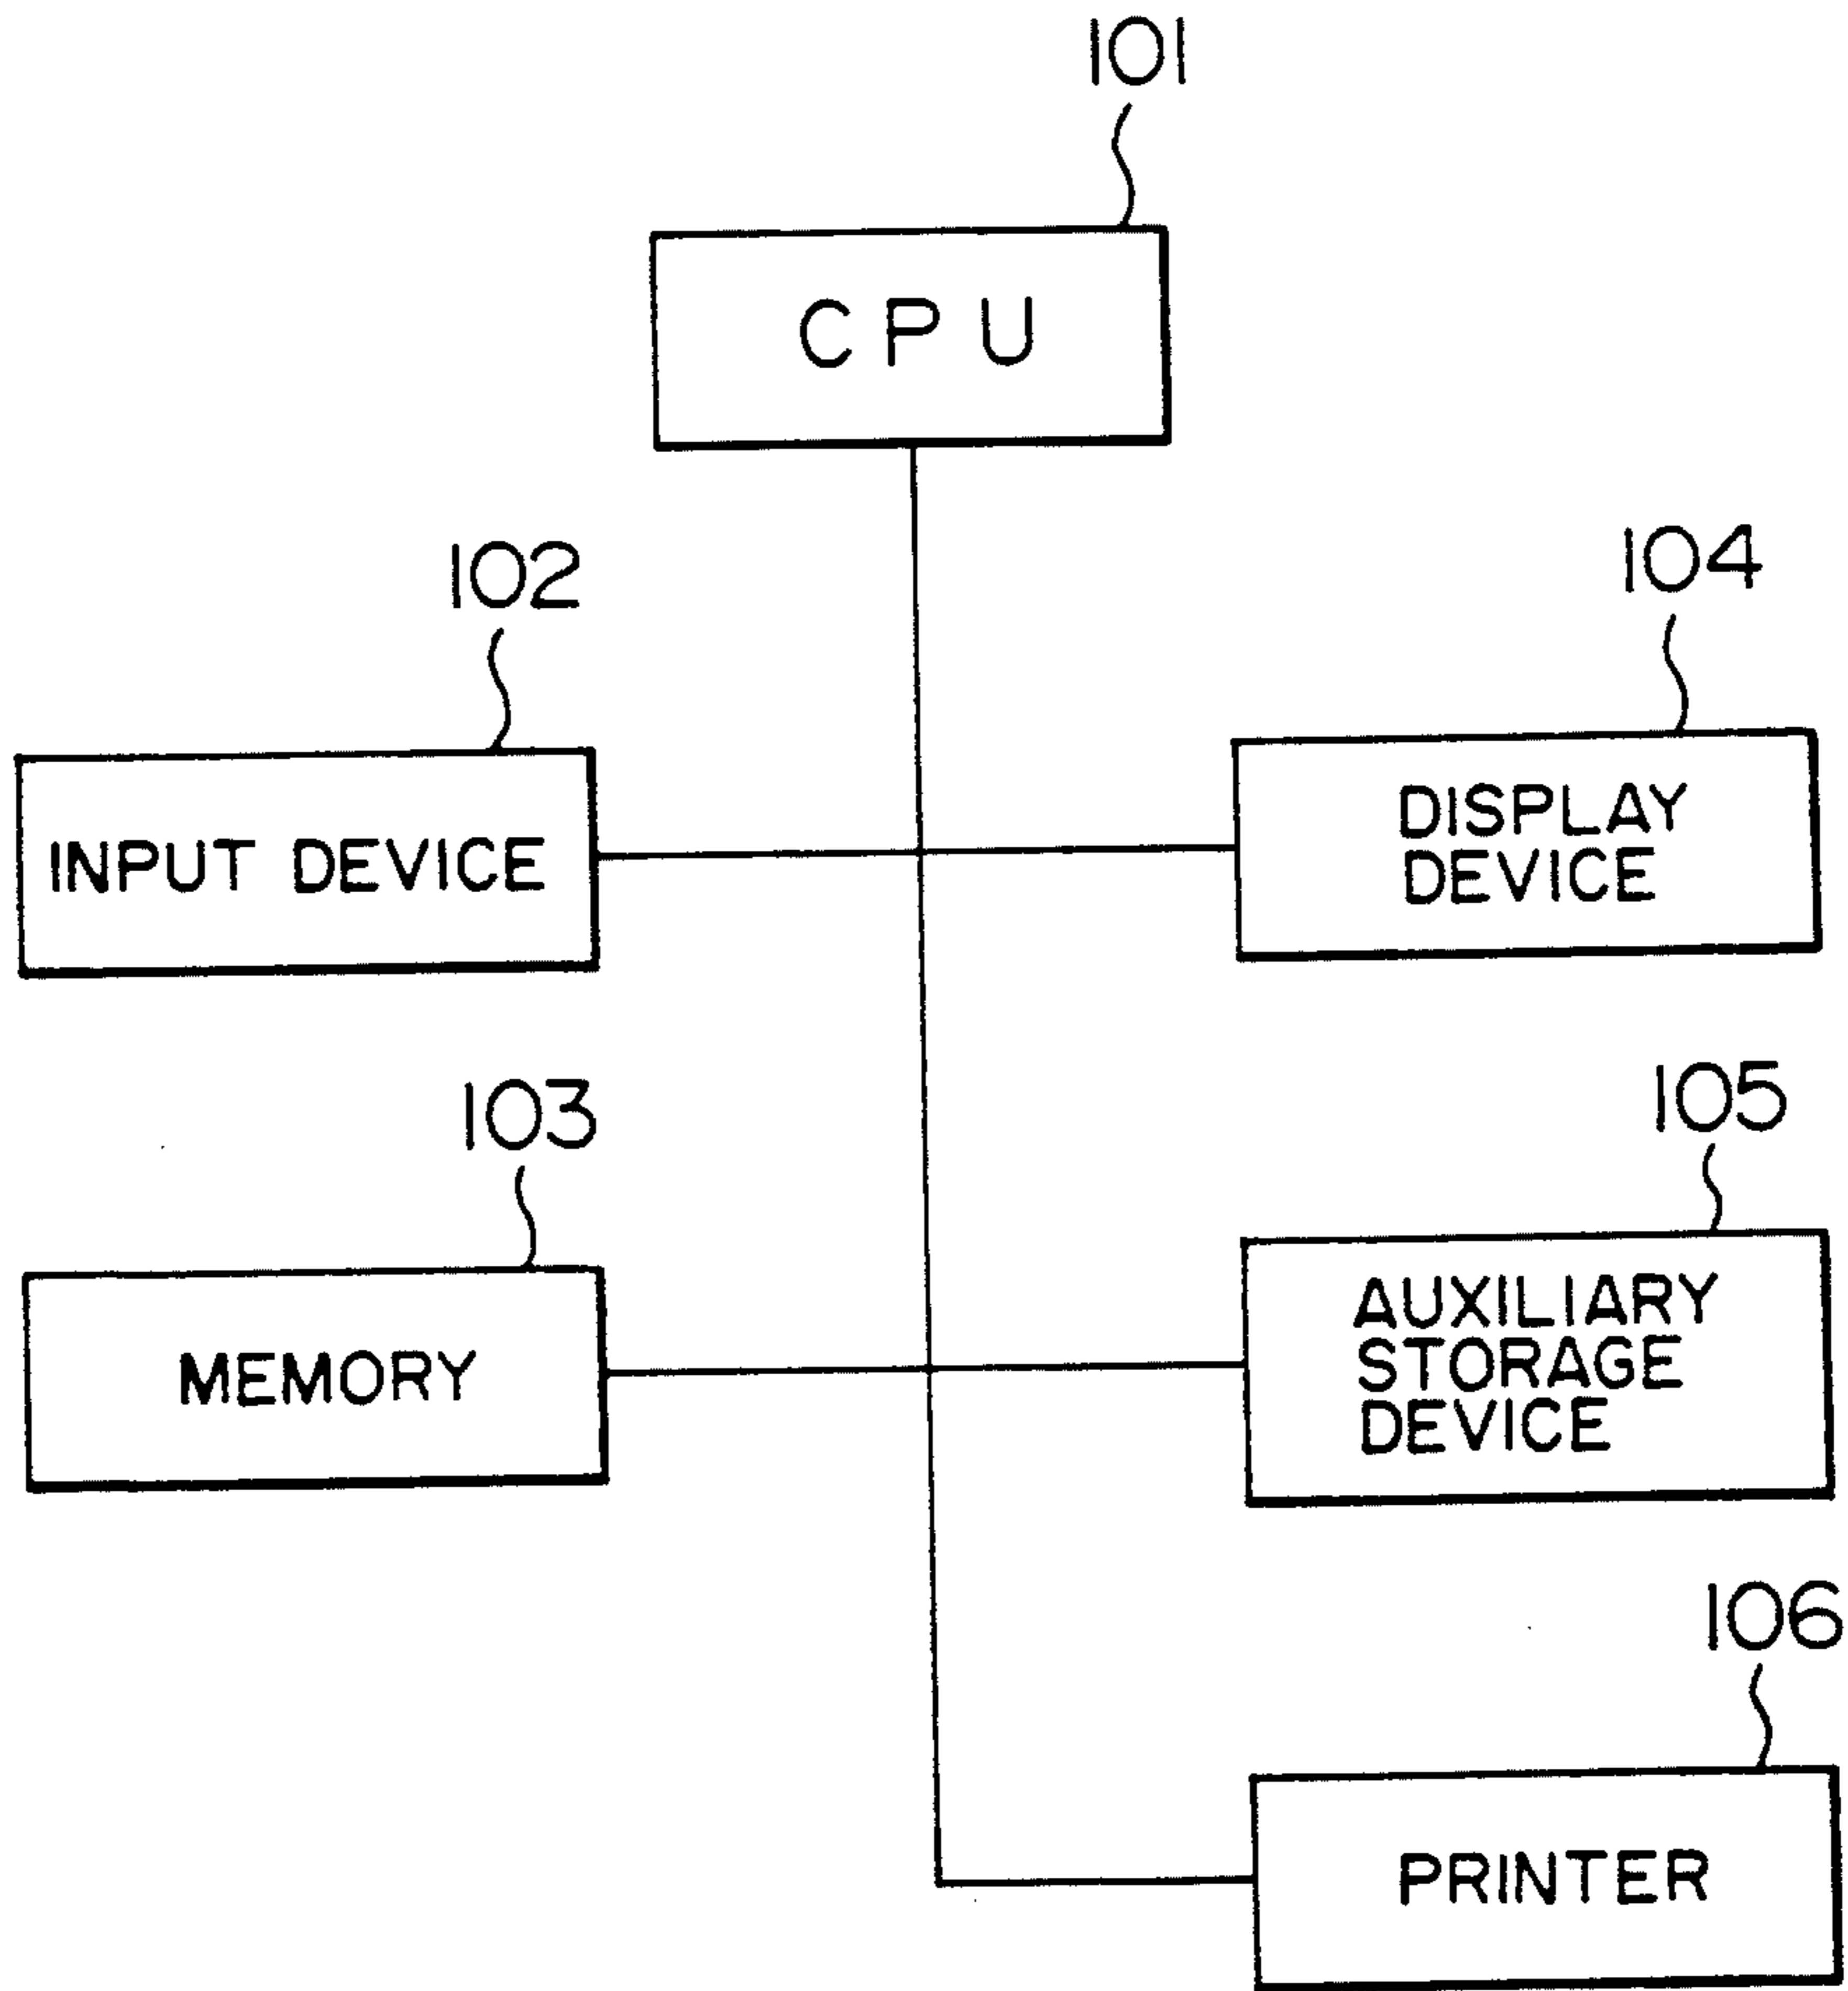 101
CPU
102
104
INPUT DEVICE
DISPLAY
DEVICE
103
105
MEMORY
AUXILIARY
STORAGE
DEVICE
106
PRINTER